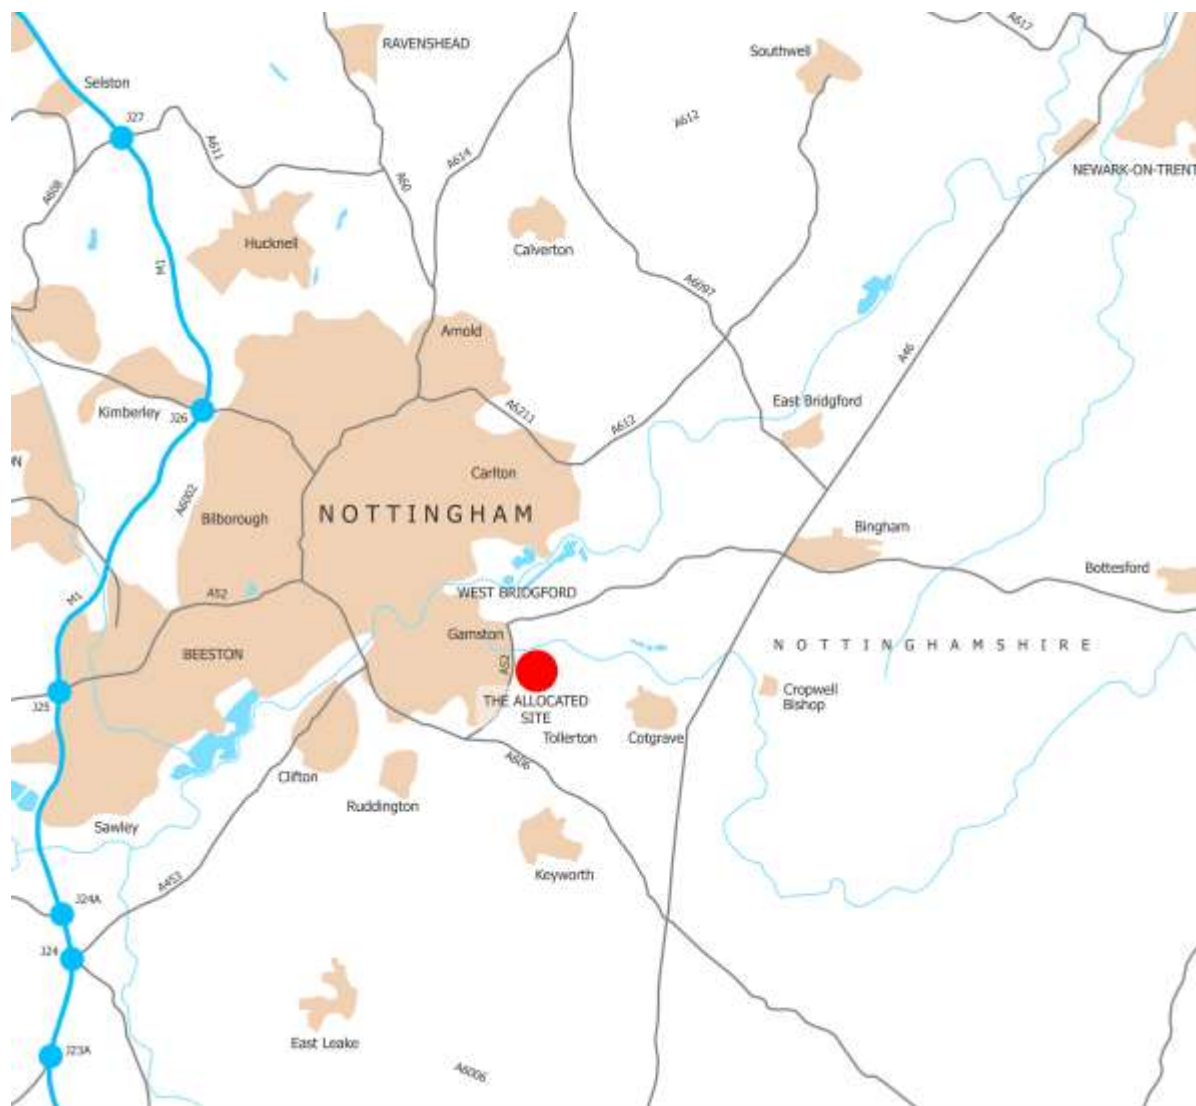 A617
RAVENSHEAD
Southwell
Selston
J27
A612
A611
A614
A60
NEWARK-ON-TRENT
A608
Hucknell
Calverton
M1
A6097
Arnold
A46
East Bridgford
Kimberley
J26
A6211
A612
ON
Carlton
A6002
NOTTINGHAM
Bilborough
Bingham
Bottesford
A52
WEST BRIDGFORD
M1
Gamston
NOTTINGHAMSHIRE
BEESTON
A52
Cropwell
Bishop
J25
THE ALLOCATED
SITE
Tollerton
Cotgrave
A606
Clifton
Ruddington
Sawley
Keyworth
A453
J24A
J24
East Leake
J23A
A6006